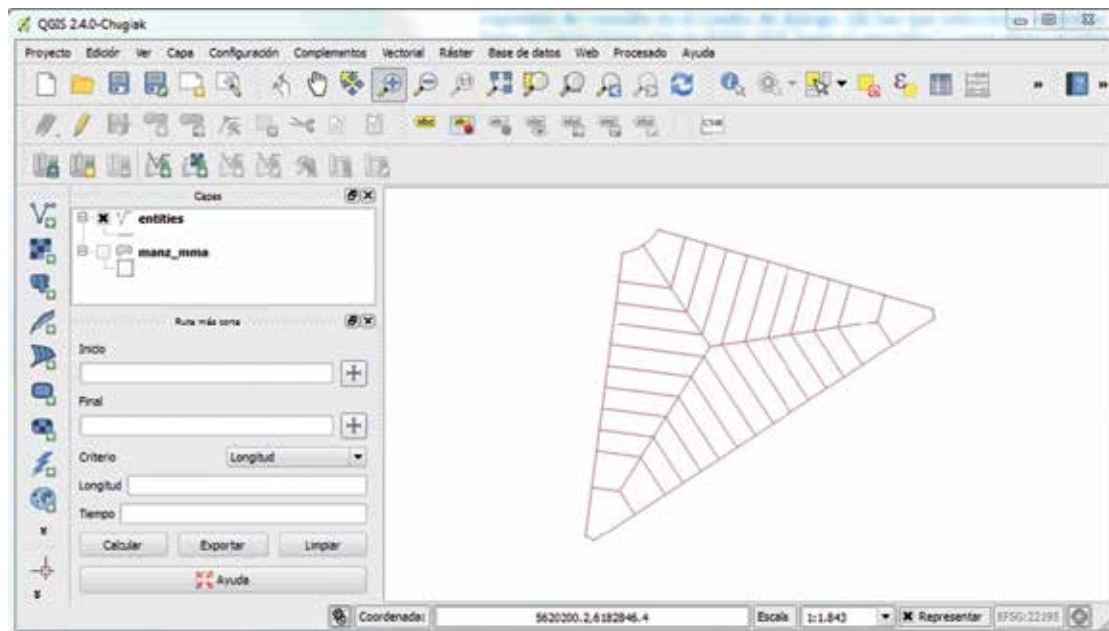 QGIS 2.4.0-Chugiak
Proyecto Edición Ver Capa Configuración Complementos Vectorial Ráster Base de datos Web Procesado Ayuda
Capas
entities
manz_mma
Ruta más corta
Inicio
Final
Criterio Longitud
Longitud
Tiempo
Calcular Exportar Limpiar
Ayuda
Coordenada: 5620200.2,6182846.4 Escala 1:1.843 Representar EPSG:22195